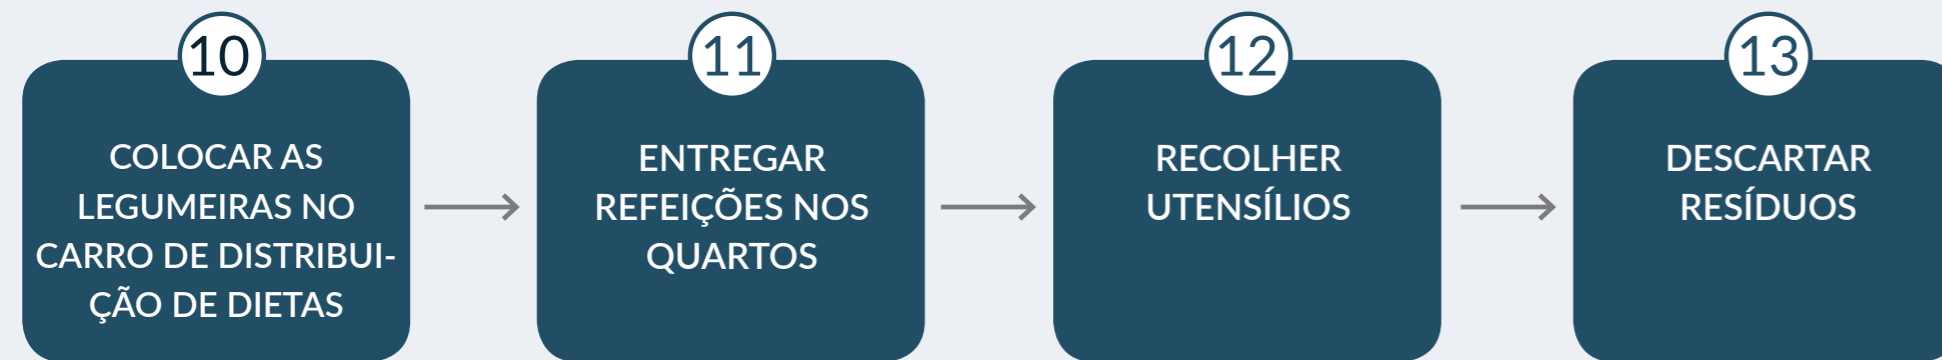 10
COLOCAR AS
LEGUMEIRAS NO
CARRO DE DISTRIBUI-
ÇÃO DE DIETAS
11
ENTREGAR
REFEIÇÕES NOS
QUARTOS
12
RECOLHER
UTENSÍLIOS
13
DESCARTAR
RESÍDUOS